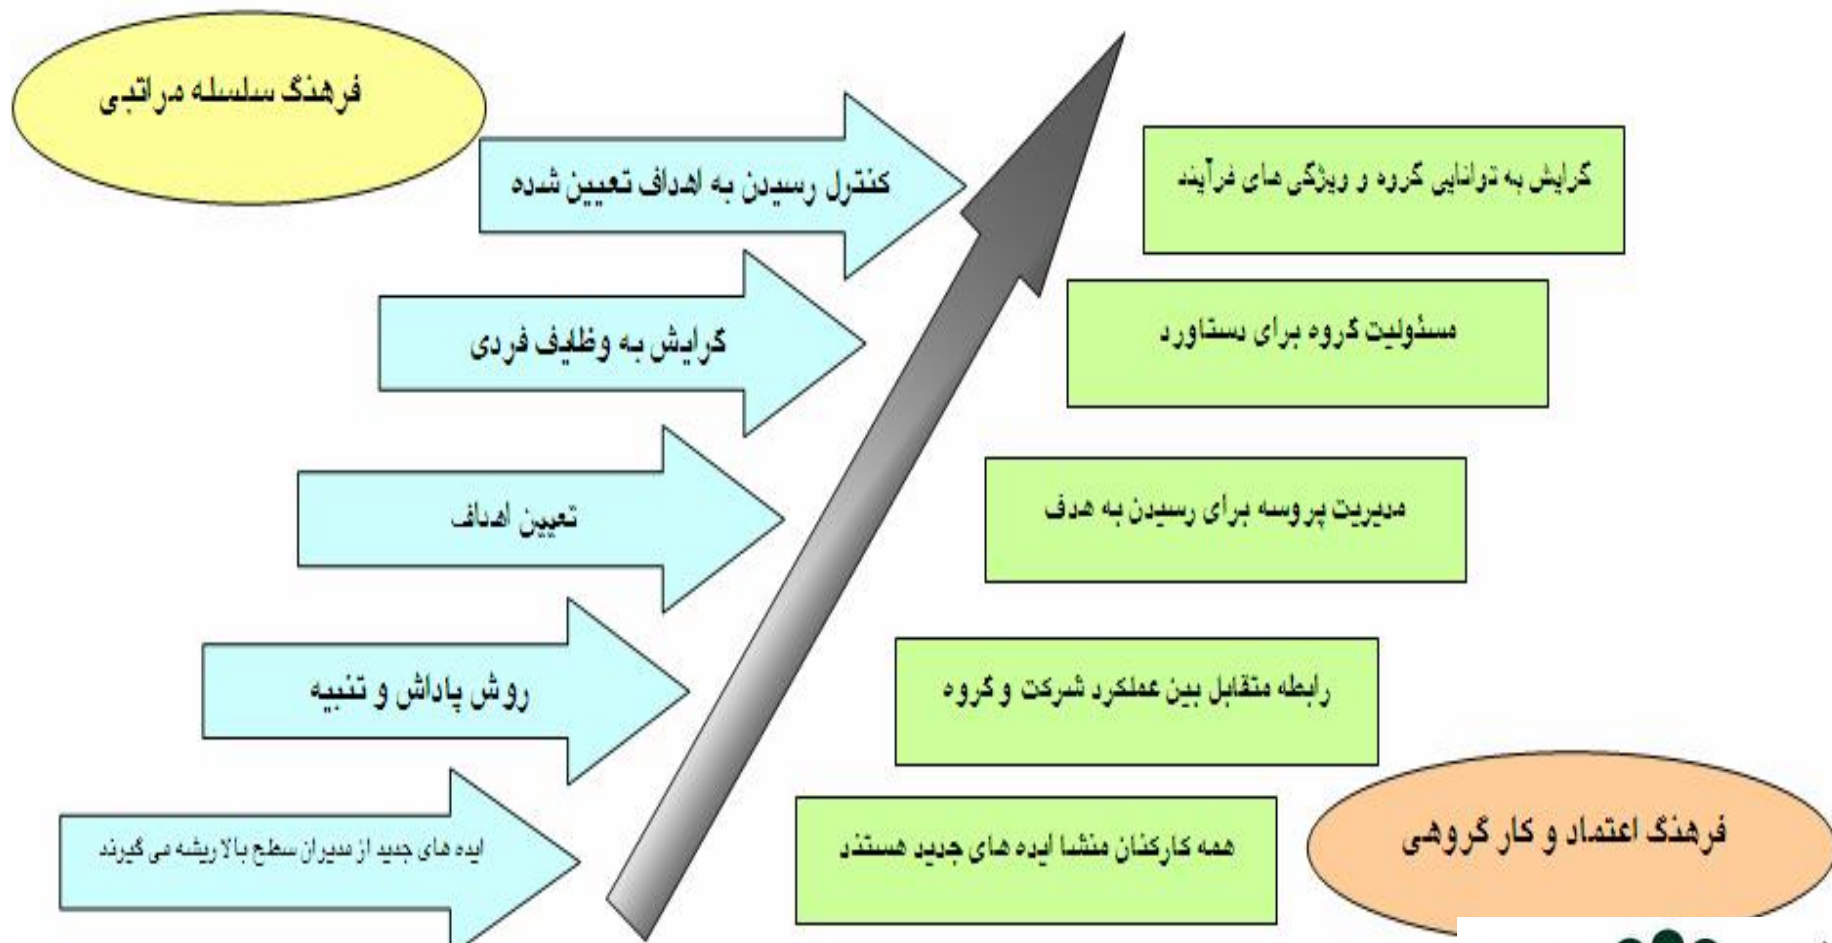 فرهنگ سلسله مراتبی
کنترل رسیدن به اهداف تعیین شده
گرایش به توانایی گروه و ویژگی های فرآیند
گرایش به وظایف فردی
مسئولیت گروه برای دستاورد
تعیین اهداف
مدیریت پروسه برای رسیدن به هدف
روش پاداش و تنبیه
رابطه متقابل بین عملکرد شرکت و گروه
ایده های جدید از مدیران سطح بالا ریشه می گیرند
همه کارکنان منشا ایده های جدید هستند
فرهنگ اعتماد و کار گروهی